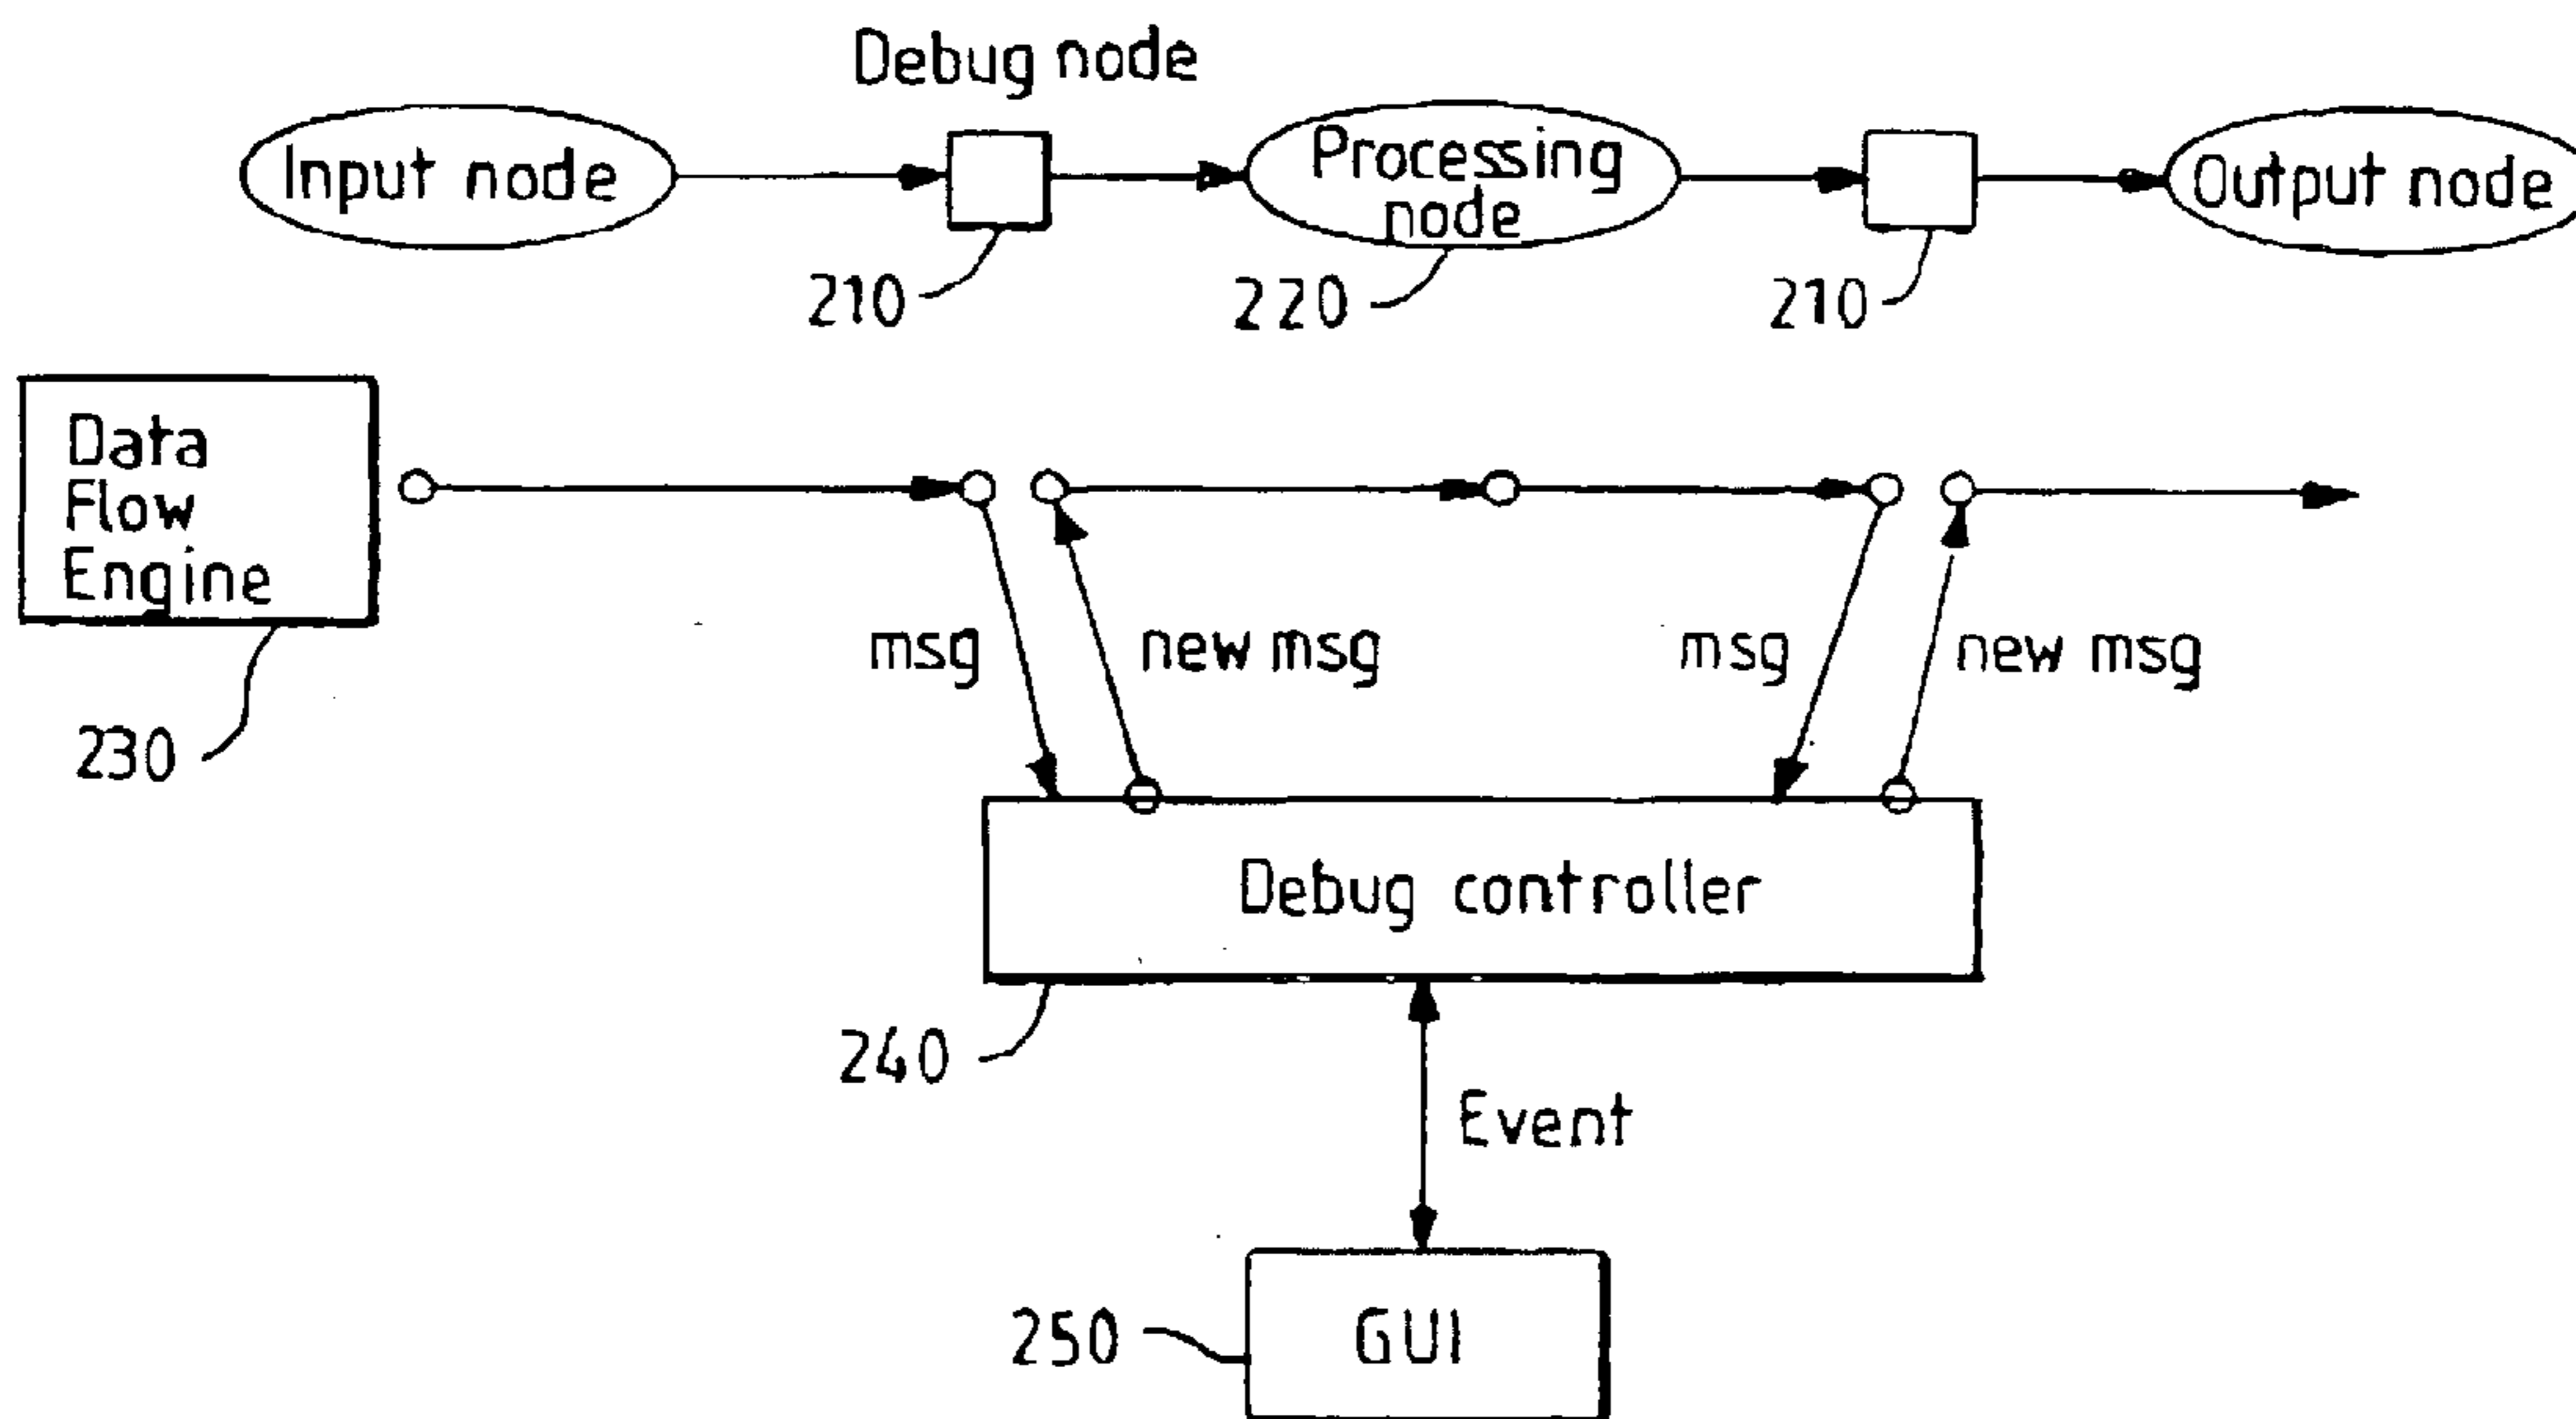 Debug node
Input node
Processing
node
Output node
210
220
210
Data
Flow
Engine
msg
new msg
msg
new msg
230
Debug controller
240
Event
250
GUI